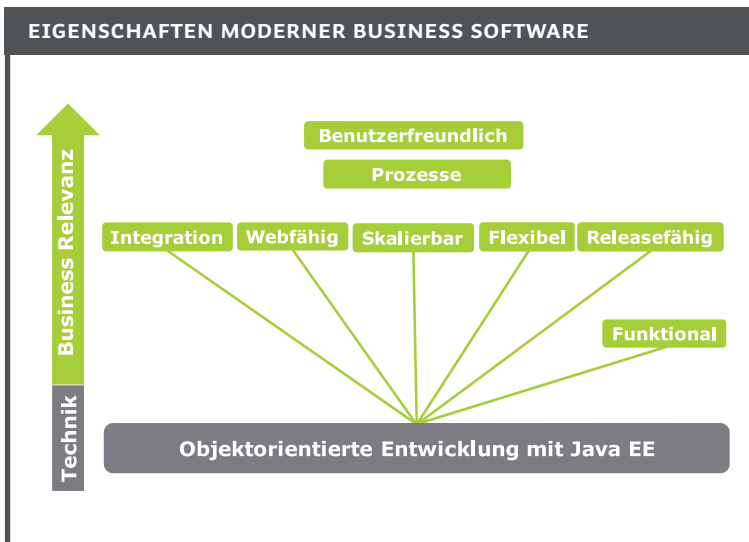 EIGENSCHAFTEN MODERNER BUSINESS SOFTWARE
Benutzerfreundlich
Prozesse
Integration
Webfähig
Skalierbar
Flexibel
Releasefähig
Funktional
Business Relevanz
Technik
Objektorientierte Entwicklung mit Java EE